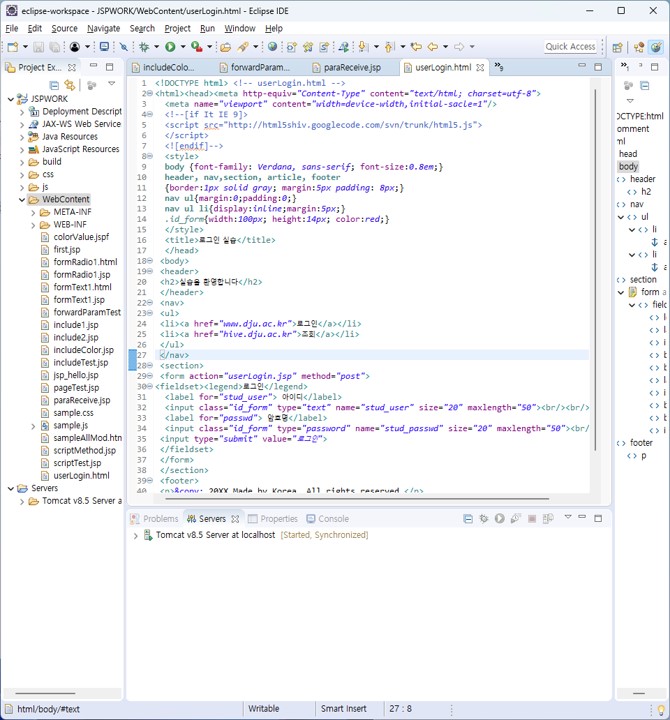 eclipse-workspace - JSPWORK/WebContent/userLogin.html - Eclipse IDE
File Edit Source Navigate Search Project Run Window Help
Quick Access
Project Ex...
includeColo...
forwardParam...
paraReceive.jsp
userLogin.html
»9
»1
JSPWORK
Deployment Descript
JAX-WS Web Service
Java Resources
JavaScript Resources
build
css
js
WebContent
META-INF
WEB-INF
colorValue.jspf
first.jsp
formRadio1.html
formRadio1.jsp
formText1.html
formText1.jsp
forwardParamTest
include1.jsp
include2.jsp
includeColor.jsp
includeTest.jsp
jsp_hello.jsp
pageTest.jsp
paraReceive.jsp
sample.css
sample.js
sampleAllMod.htn
scriptMethod.jsp
scriptTest.jsp
userLogin.html
Servers
Tomcat v8.5 Server a
1 <!DOCTYPE html> <!-- userLogin.html -->
2 <html><head><meta http-equiv="Content-Type" content="text/html; charset=utf-8">
3 <meta name="viewport" content="width=device-width,initial-sacle=1"/>
4 <!--[if It IE 9]>
5 <script src="http://html5shiv.googlecode.com/svn/trunk/html5.js">
6 </script>
7 <![endif]-->
8 <style>
9 body {font-family: Verdana, sans-serif; font-size:0.8em;}
10 header, nav,section, article, footer
11 {border:1px solid gray; margin:5px padding: 8px;}
12 nav ul{margin:0;padding:0;}
13 nav ul li{display:inline;margin:5px;}
14 .id_form{width:100px; height:14px; color:red;}
15 </style>
16 <title>로그인 실습</title>
17 </head>
18 <body>
19 <header>
20 <h2>실습을 환영합니다</h2>
21 </header>
22 <nav>
23 <ul>
24 <li><a href="www.dju.ac.kr">로그인</a></li>
25 <li><a href="hive.dju.ac.kr">조회</a></li>
26 </ul>
27 </nav>
28 <section>
29 <form action="userLogin.jsp" method="post">
30 <fieldset><legend>로그인</legend>
31 <label for="stud_user"> 아이디</label>
32 <input class="id_form" type="text" name="stud_user" size="20" maxlength="50"><br/><br/>
33 <label for="passwd"> 암호명</label>
34 <input class="id_form" type="password" name="stud_passwd" size="20" maxlength="50"><br/
35 <input type="submit" value="로그인">
36 </fieldset>
37 </form>
38 </section>
39 <footer>
40 <p>&copy; 20XX Made by Korea. All rights reserved.</p>
OCTYPE:html
omment
ml
head
body
header
h2
nav
ul
li
a
li
a
section
form a
fielc
l
i
b
b
l
i
b
b
i
footer
p
Problems
Servers
Properties
Console
Tomcat v8.5 Server at localhost [Started, Synchronized]
html/body/#text
Writable
Smart Insert
27 : 8